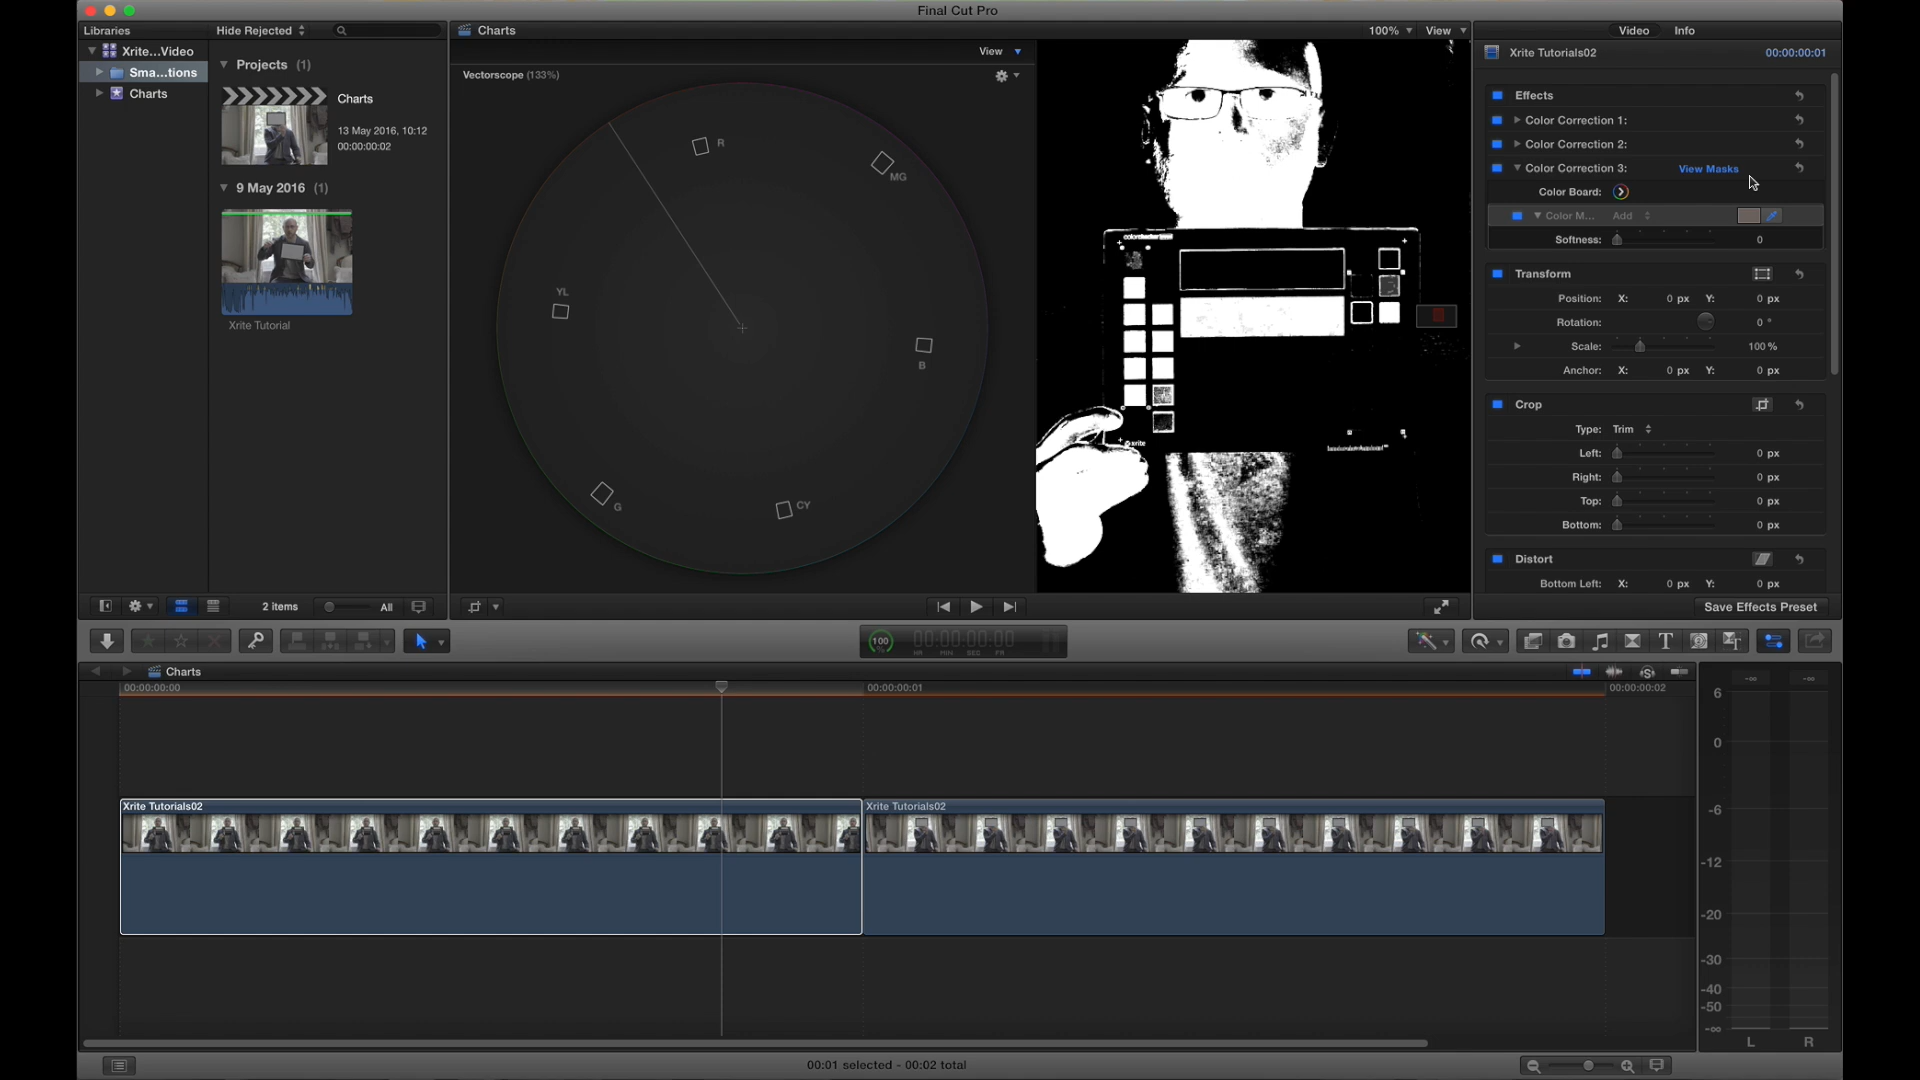 Final Cut Pro
Libraries
Hide Rejected
Xrite...Video
Sma...tions
Charts
Projects (1)
Charts
13 May 2016, 10:12
00:00:00:02
9 May 2016 (1)
Xrite Tutorial
2 items
All
Charts
100%
View
View
Vectorscope (133%)
R
MG
YL
B
G
CY
colorchecker
xrite
Video
Info
Xrite Tutorials02
00:00:00:01
Effects
Color Correction 1:
Color Correction 2:
Color Correction 3:
View Masks
Color Board:
Color M...
Add
Softness:
0
Transform
Position: X: 0 px Y: 0 px
Rotation: 0 °
Scale: 100 %
Anchor: X: 0 px Y: 0 px
Crop
Type: Trim
Left: 0 px
Right: 0 px
Top: 0 px
Bottom: 0 px
Distort
Bottom Left: X: 0 px Y: 0 px
Save Effects Preset
100
%
00:00:00:00
HR MIN SEC FR
Charts
00:00:00:00
00:00:00:01
00:00:00:02
Xrite Tutorials02
Xrite Tutorials02
-∞ -∞
6
0
-6
-12
-20
-30
-40
-50
-∞
L R
00:01 selected - 00:02 total